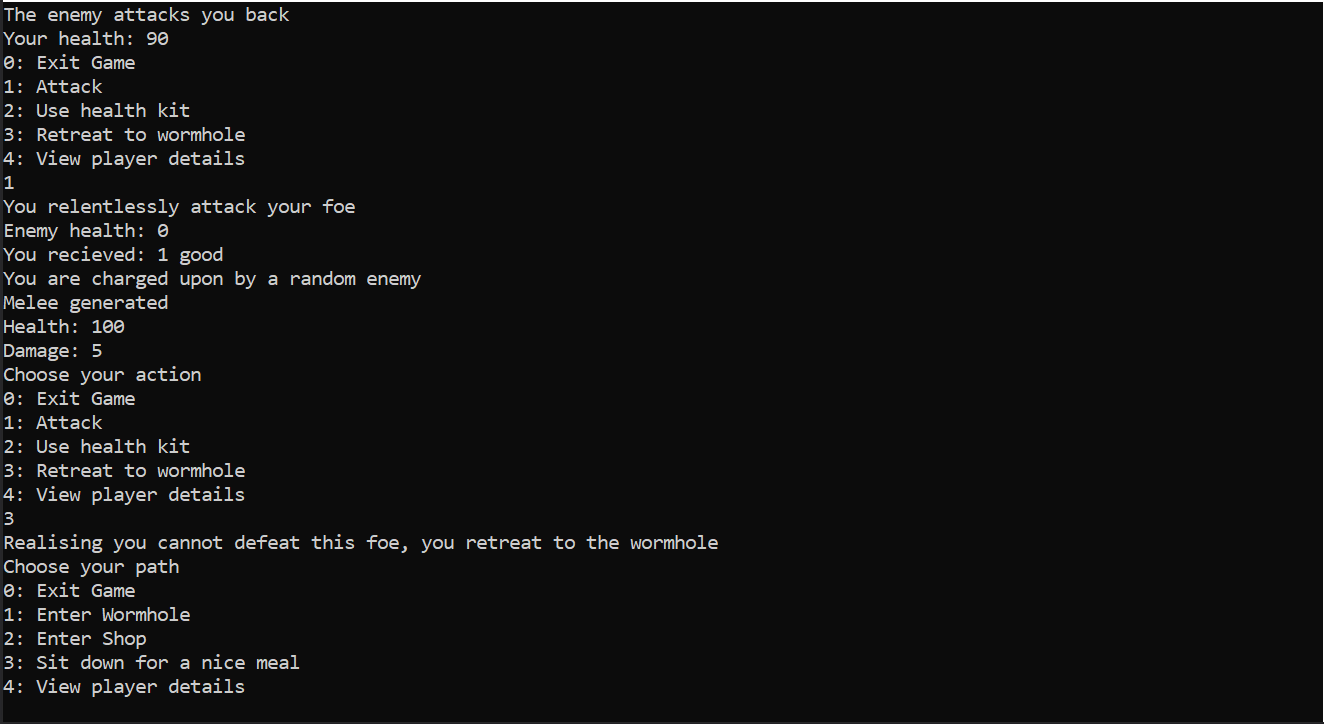 The enemy attacks you back
Your health: 90
0: Exit Game
1: Attack
2: Use health kit
3: Retreat to wormhole
4: View player details
1
You relentlessly attack your foe
Enemy health: 0
You recieved: 1 good
You are charged upon by a random enemy
Melee generated
Health: 100
Damage: 5
Choose your action
0: Exit Game
1: Attack
2: Use health kit
3: Retreat to wormhole
4: View player details
3
Realising you cannot defeat this foe, you retreat to the wormhole
Choose your path
0: Exit Game
1: Enter Wormhole
2: Enter Shop
3: Sit down for a nice meal
4: View player details